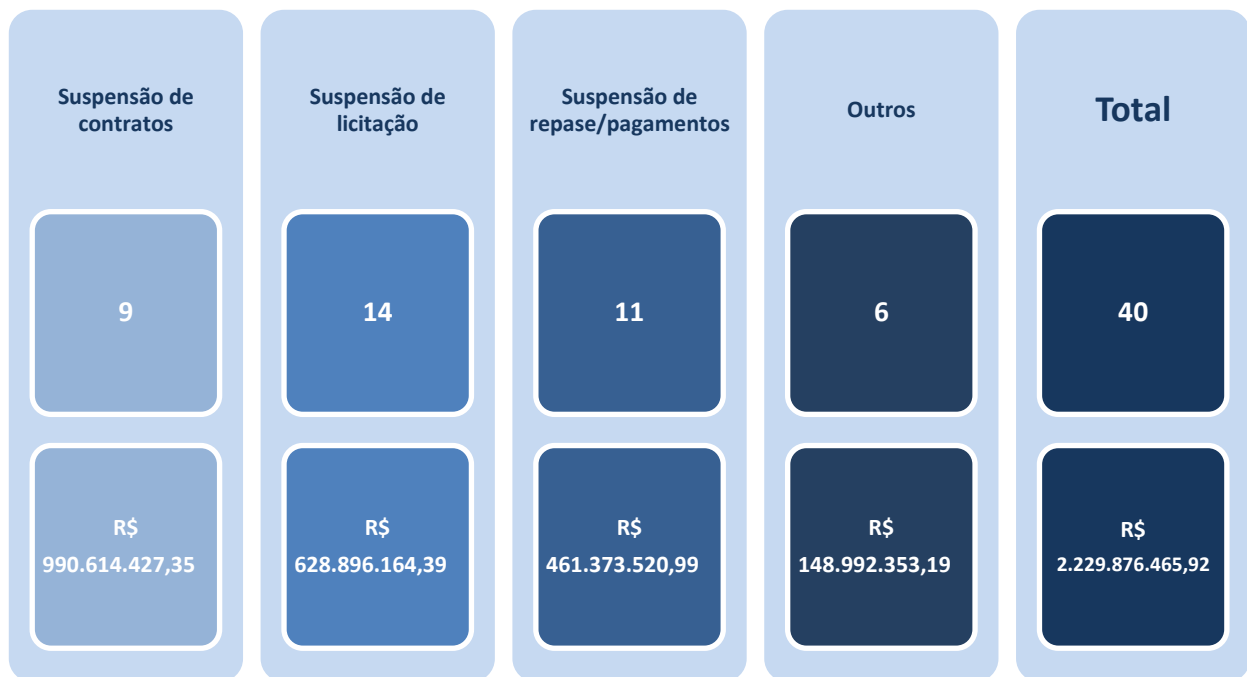 Suspensão de
contratos
Suspensão de
licitação
Suspensão de
repase/pagamentos
Outros
Total
9
14
11
6
40
R$
990.614.427,35
R$
628.896.164,39
R$
461.373.520,99
R$
148.992.353,19
R$
2.229.876.465,92